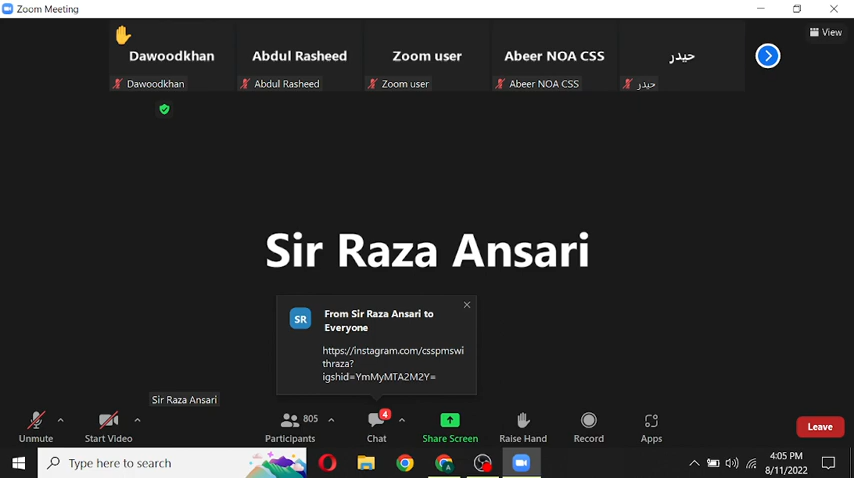 Zoom Meeting
View
Dawoodkhan
Abdul Rasheed
Zoom user
Abeer NOA CSS
حیدر
Dawoodkhan
Abdul Rasheed
Zoom user
Abeer NOA CSS
حیدر
Sir Raza Ansari
SR
From Sir Raza Ansari to
Everyone
https://instagram.com/csspmswi
thraza?
igshid=YmMyMTA2M2Y=
Sir Raza Ansari
805
4
Unmute
Start Video
Participants
Chat
Share Screen
Raise Hand
Record
Apps
Leave
Type here to search
A
4:05 PM
8/11/2022